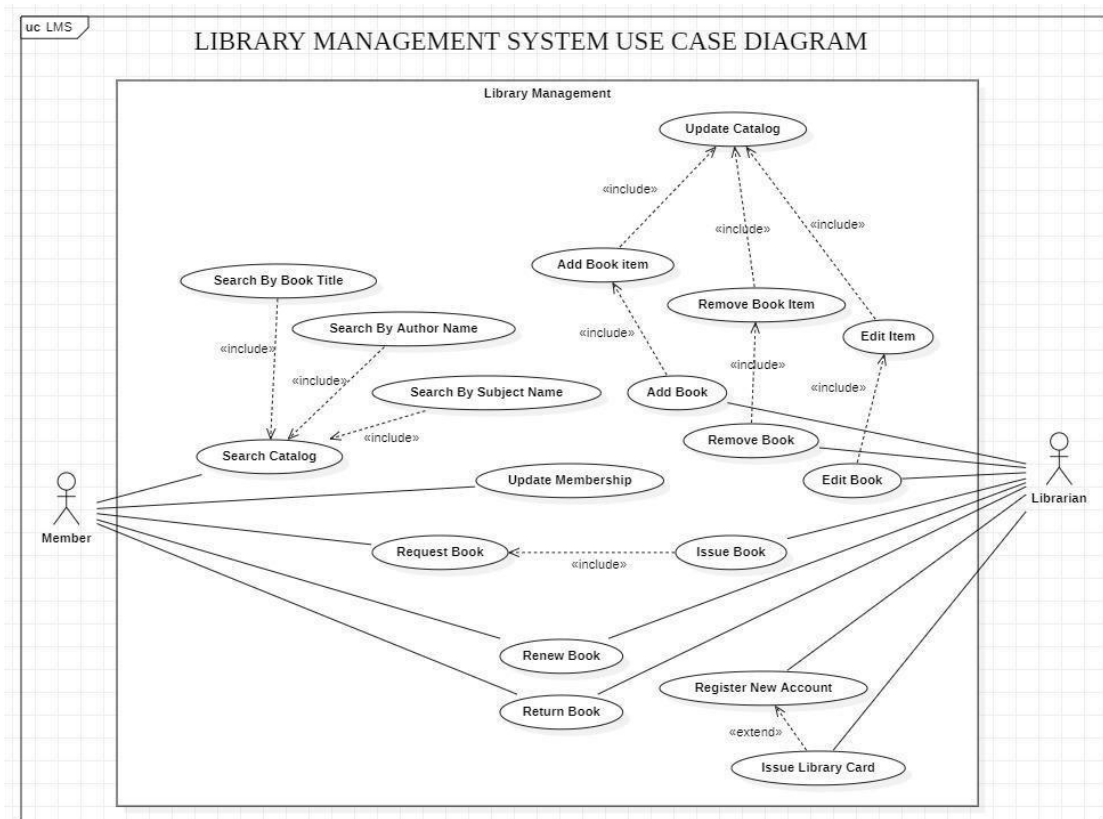 uc LMS
LIBRARY MANAGEMENT SYSTEM USE CASE DIAGRAM
Library Management
Update Catalog
«include»
«include»
«include»
Add Book item
Search By Book Title
Remove Book Item
Search By Author Name
«include»
Edit Item
«include»
«include»
«include»
«include»
Search By Subject Name
Add Book
«include»
Remove Book
Search Catalog
Update Membership
Edit Book
Librarian
Member
Request Book
«include»
Issue Book
Renew Book
Register New Account
Return Book
«extend»
Issue Library Card